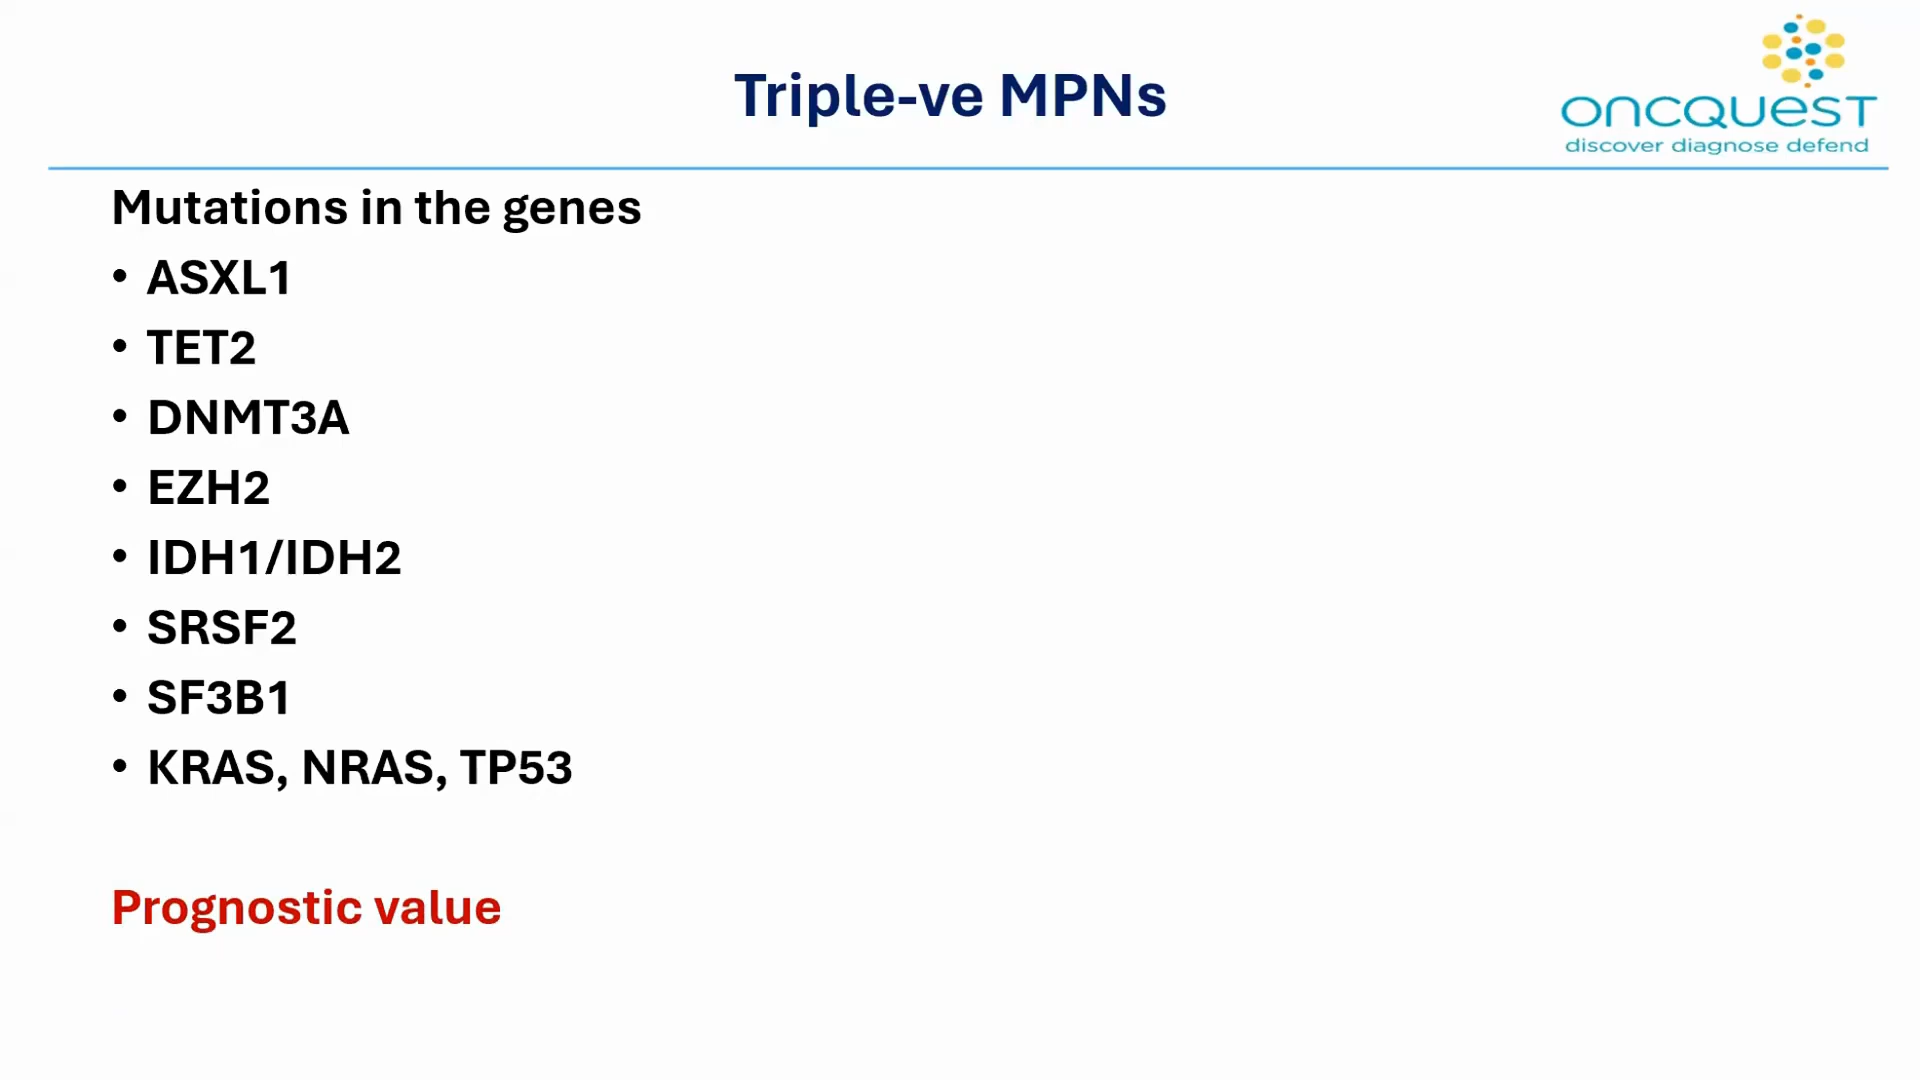 Triple-ve MPNs
oncquest
discover diagnose defend
Mutations in the genes
• ASXL1
• TET2
• DNMT3A
• EZH2
• IDH1/IDH2
• SRSF2
• SF3B1
• KRAS, NRAS, TP53
Prognostic value